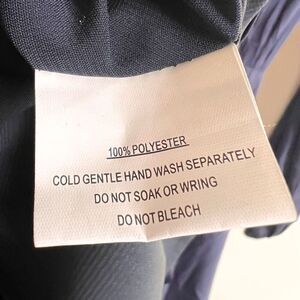 100% POLYESTER
COLD GENTLE HAND WASH SEPARATELY
DO NOT SOAK OR WRING
DO NOT BLEACH